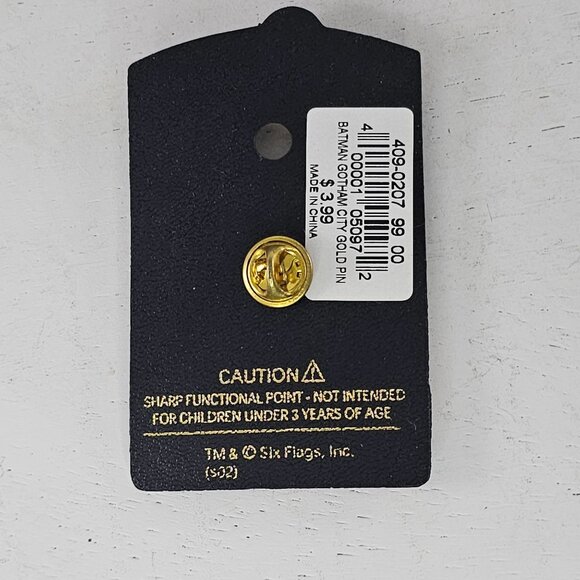 409-0207 99 00
4 00001 05097 2
BATMAN GOTHAM CITY GOLD PIN
$ 3.99
MADE IN CHINA
CAUTION
SHARP FUNCTIONAL POINT - NOT INTENDED
FOR CHILDREN UNDER 3 YEARS OF AGE
TM & © Six Flags, Inc.
(s02)